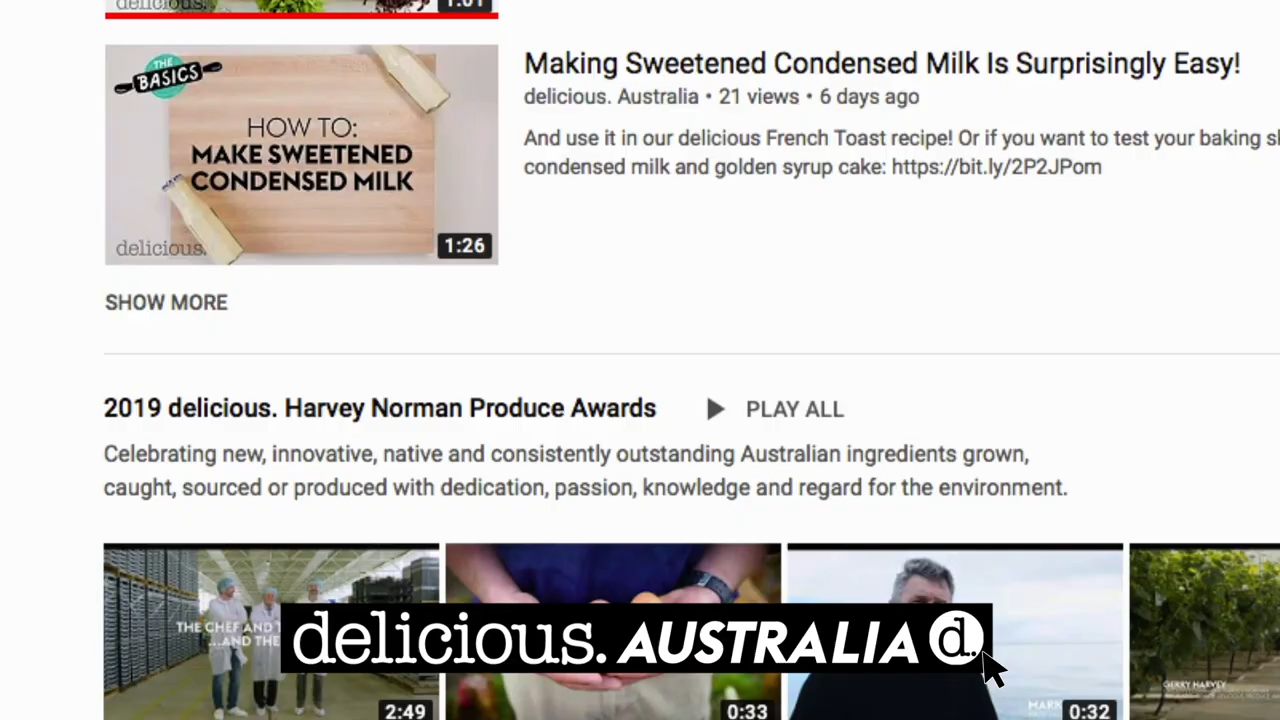 delicious.
1:01
THE
BASICS
HOW TO:
MAKE SWEETENED
CONDENSED MILK
delicious.
1:26
Making Sweetened Condensed Milk Is Surprisingly Easy!
delicious. Australia • 21 views • 6 days ago
And use it in our delicious French Toast recipe! Or if you want to test your baking
condensed milk and golden syrup cake: https://bit.ly/2P2JPom
SHOW MORE
2019 delicious. Harvey Norman Produce Awards
PLAY ALL
Celebrating new, innovative, native and consistently outstanding Australian ingredients grown,
caught, sourced or produced with dedication, passion, knowledge and regard for the environment.
THE CHEF AND
...AND THE
2:49
0:33
MARK
0:32
GERRY HARVEY
delicious. AUSTRALIA d.